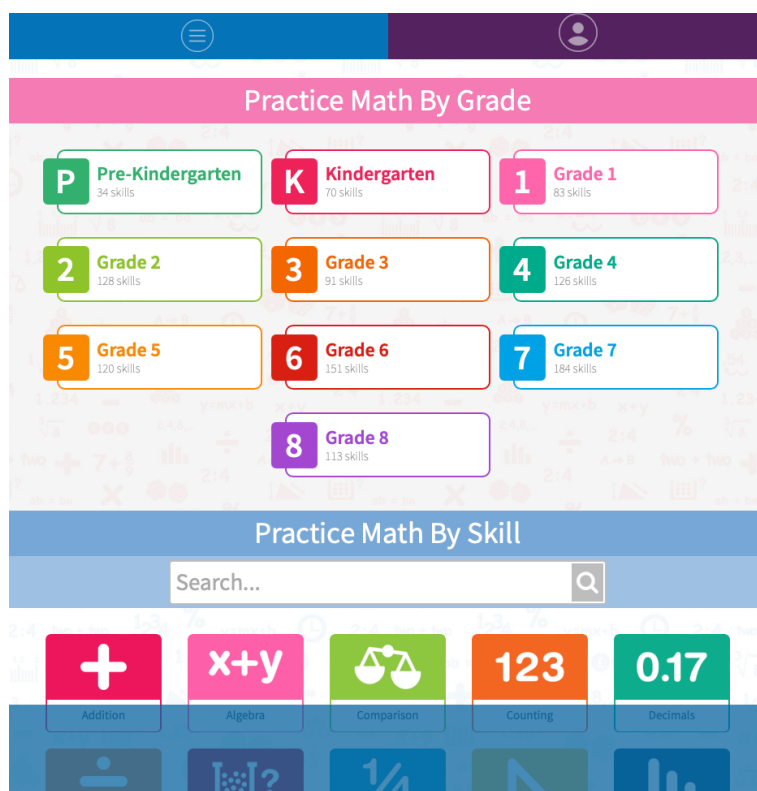 Practice Math By Grade
P Pre-Kindergarten
34 skills
K Kindergarten
70 skills
1 Grade 1
83 skills
2 Grade 2
128 skills
3 Grade 3
91 skills
4 Grade 4
126 skills
5 Grade 5
120 skills
6 Grade 6
151 skills
7 Grade 7
184 skills
8 Grade 8
113 skills
Practice Math By Skill
Search...
+ x+y 123 0.17
Addition Algebra Comparison Counting Decimals
÷ ? 1/4